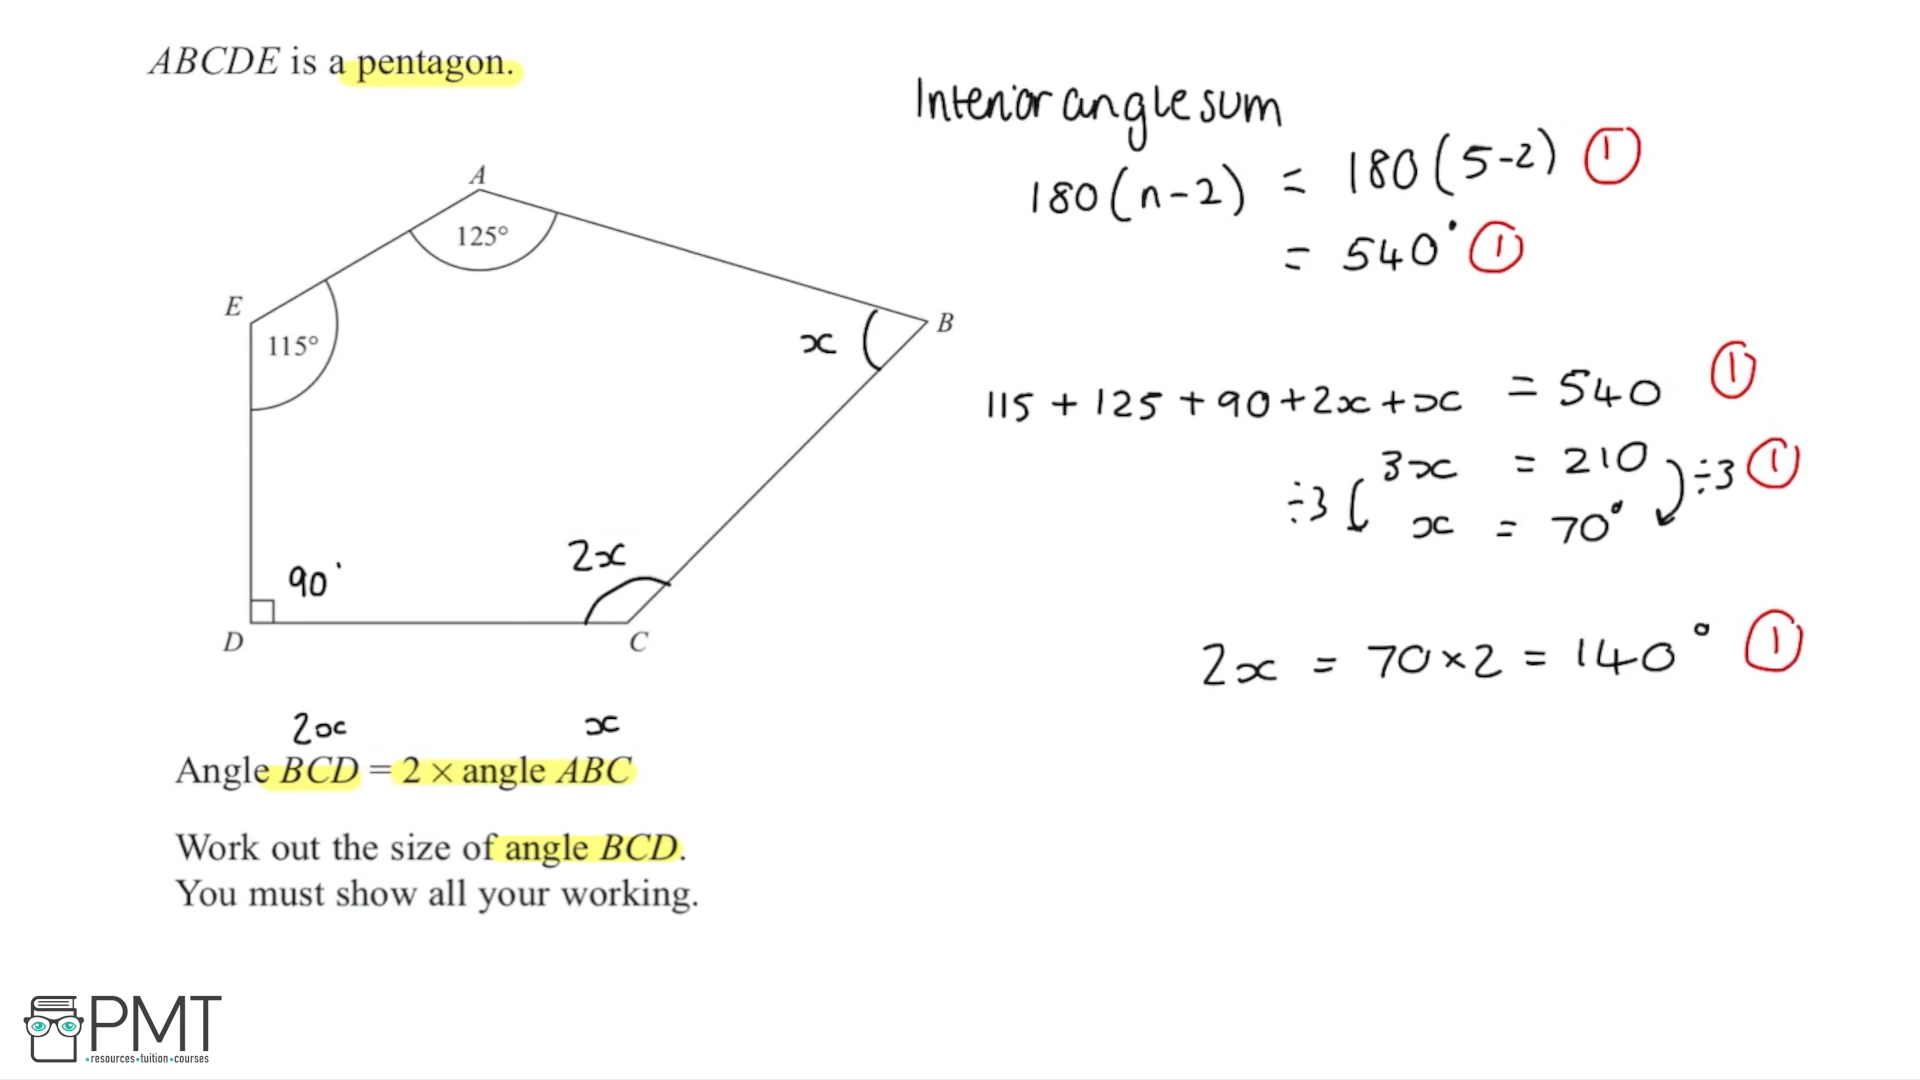 ABCDE is a pentagon.
A
125°
E
115°
B
x
2x
90°
D
C
2x
x
Angle BCD = 2 × angle ABC
Work out the size of angle BCD.
You must show all your working.
Interior angle sum
180(n-2) = 180(5-2) 1
= 540° 1
115 + 125 + 90 + 2x + x = 540 1
3x = 210 ÷3 1
÷3
x = 70°
2x = 70 × 2 = 140° 1
PMT
•resources•tuition•courses